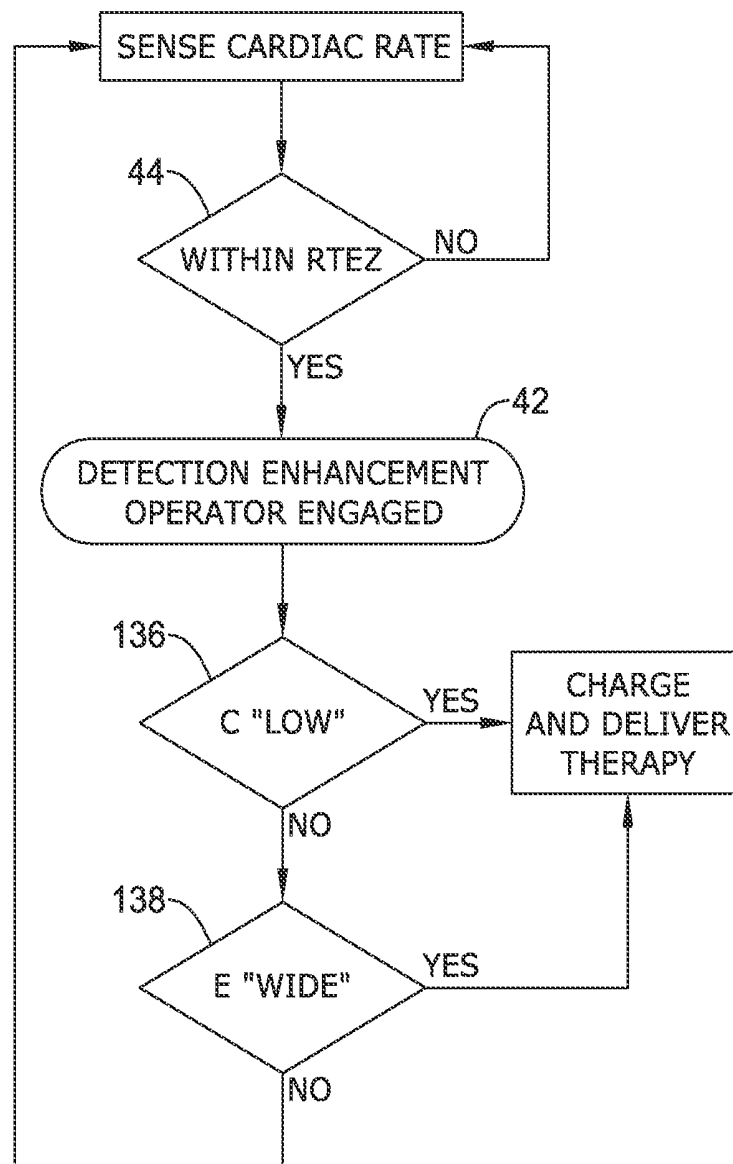 SENSE CARDIAC RATE
44
WITHIN RTEZ
NO
YES
42
DETECTION ENHANCEMENT
OPERATOR ENGAGED
136
C "LOW"
YES
CHARGE
AND DELIVER
THERAPY
NO
138
E "WIDE"
YES
NO